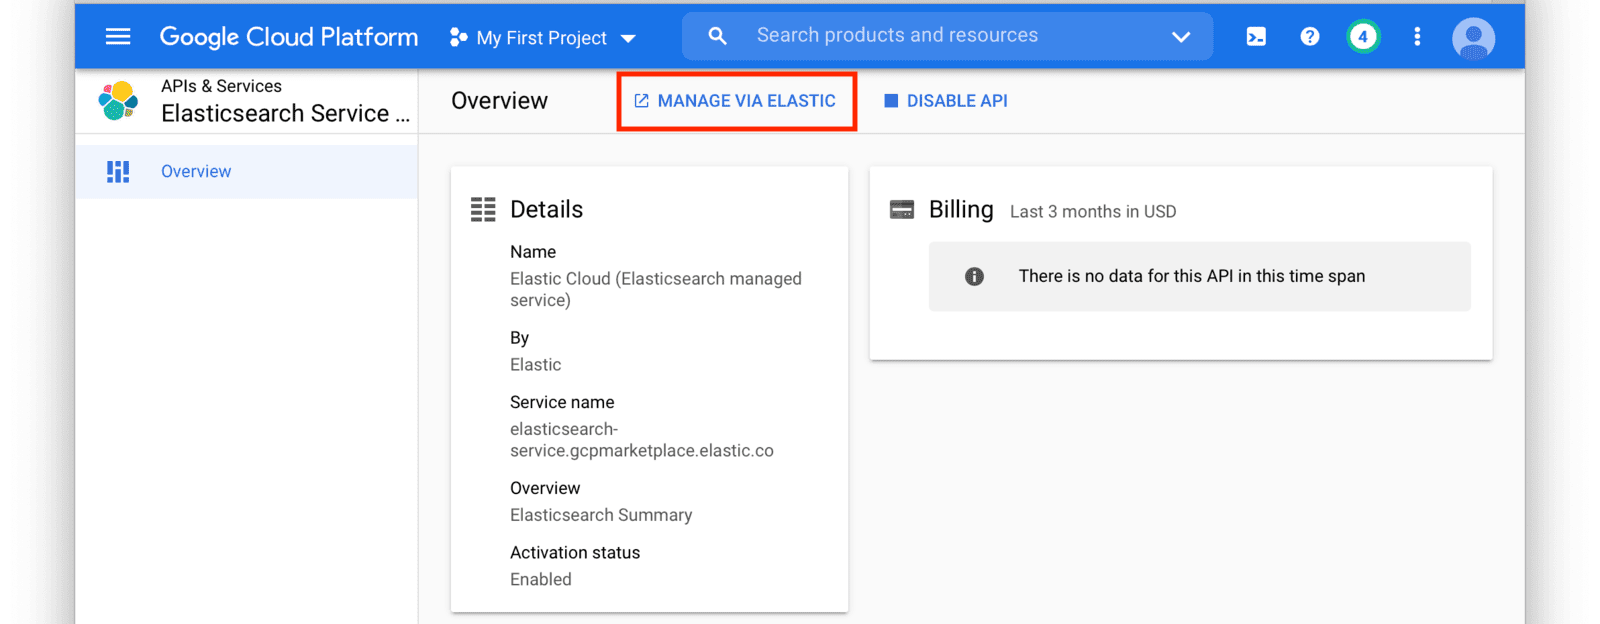 Google Cloud Platform
My First Project
Search products and resources
4
APIs & Services
Elasticsearch Service ...
Overview
MANAGE VIA ELASTIC
DISABLE API
Overview
Details
Name
Elastic Cloud (Elasticsearch managed
service)
By
Elastic
Service name
elasticsearch-
service.gcpmarketplace.elastic.co
Overview
Elasticsearch Summary
Activation status
Enabled
Billing
Last 3 months in USD
There is no data for this API in this time span